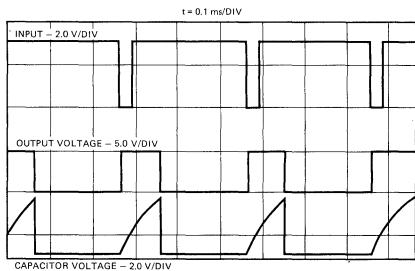 t = 0.1 ms/DIV
INPUT – 2.0 V/DIV
OUTPUT VOLTAGE – 5.0 V/DIV
CAPACITOR VOLTAGE – 2.0 V/DIV